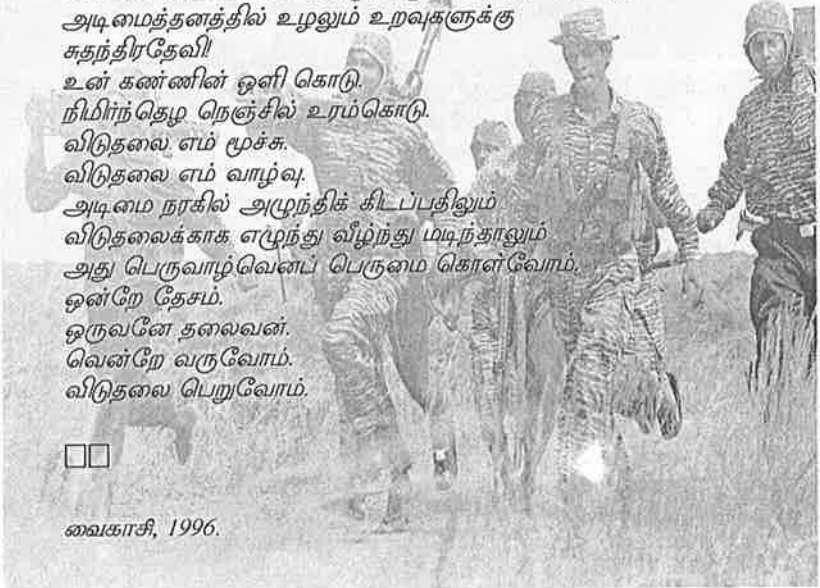 அடிமைத்தனத்தில் உழலும் உறவுகளுக்கு
சுதந்திரதேவி!
உன் கண்ணின் ஒளி கொடு.
நிமிர்ந்தெழ நெஞ்சில் உரம்கொடு.
விடுதலை எம் மூச்சு.
விடுதலை எம் வாழ்வு.
அடிமை நரகில் அழுந்திக் கிடப்பதிலும்
விடுதலைக்காக எழுந்து வீழ்ந்து மடிந்தாலும்
அது பெருவாழ்வெனப் பெருமை கொள்வோம்.
ஒன்றே தேசம்.
ஒருவனே தலைவன்.
வென்றே வருவோம்.
விடுதலை பெறுவோம்.
வைகாசி, 1996.